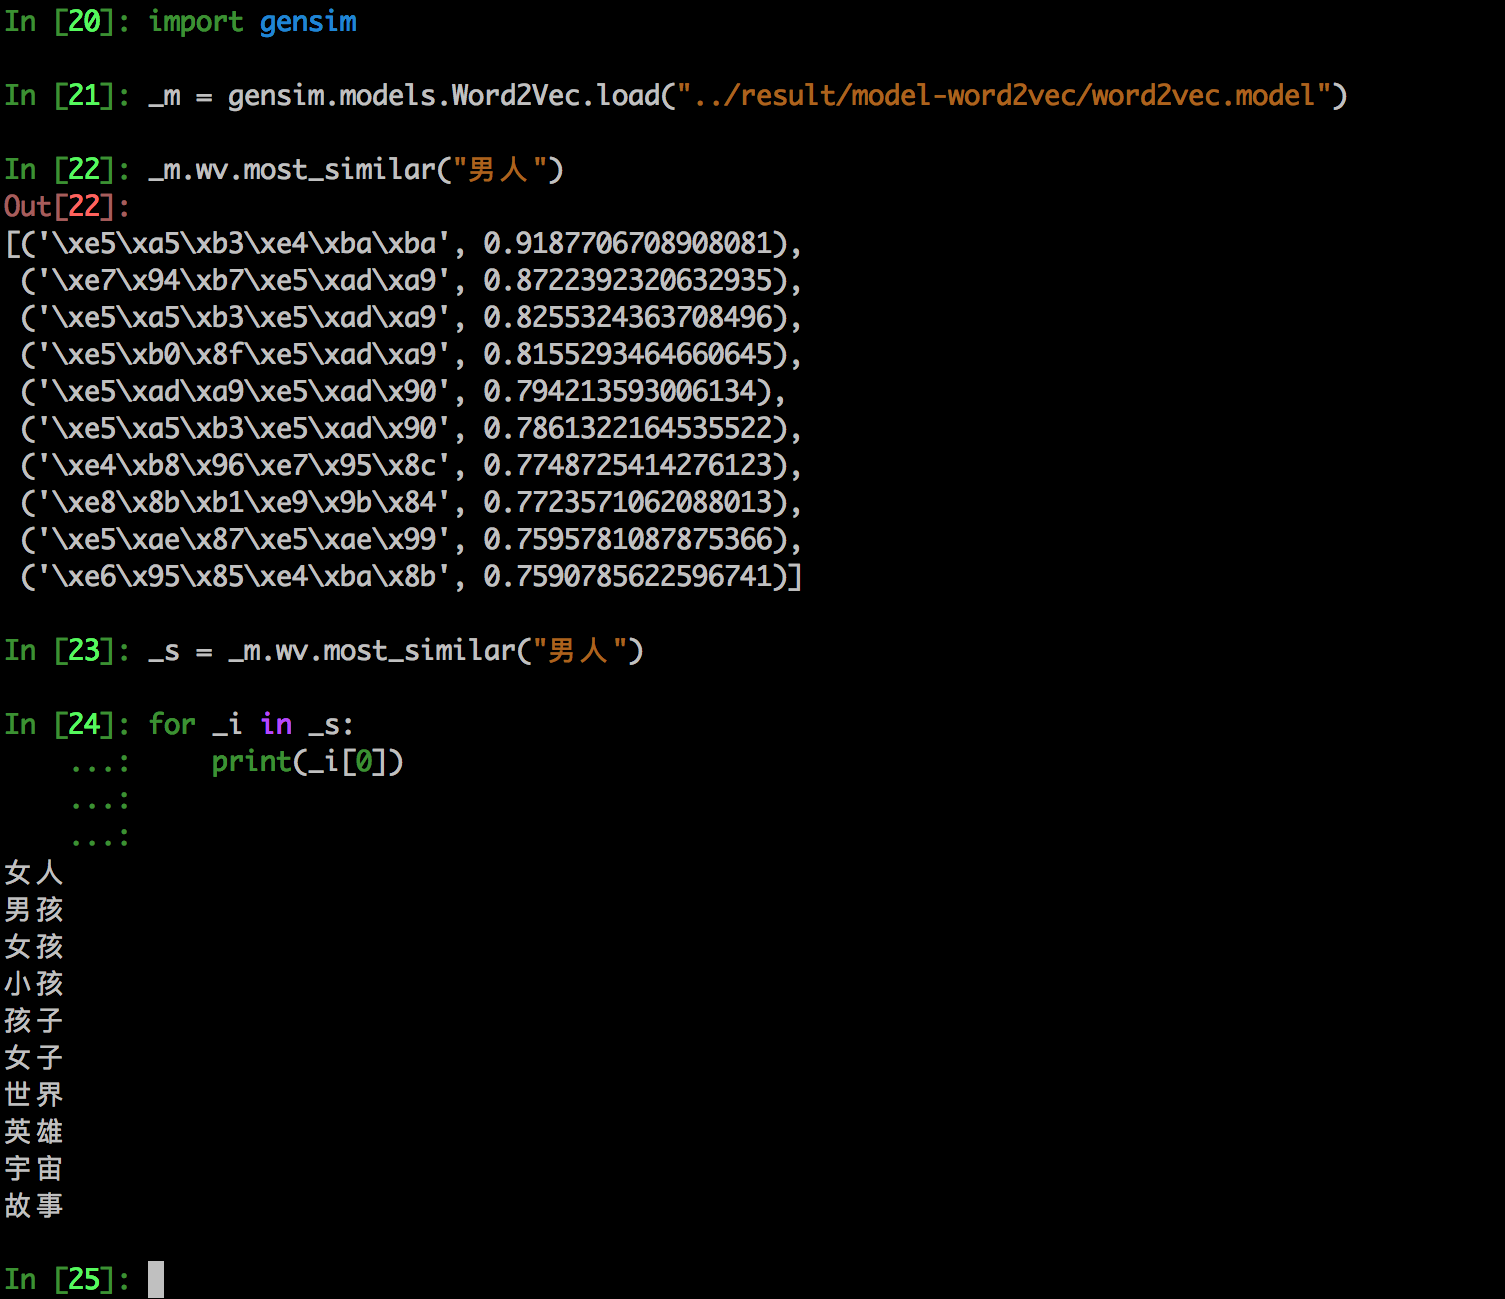 In [20]: import gensim
In [21]: _m = gensim.models.Word2Vec.load("../result/model-word2vec/word2vec.model")
In [22]: _m.wv.most_similar("男人")
Out[22]:
[('\xe5\xa5\xb3\xe4\xba\xba', 0.9187706708908081),
('\xe7\x94\xb7\xe5\xad\xa9', 0.8722392320632935),
('\xe5\xa5\xb3\xe5\xad\xa9', 0.8255324363708496),
('\xe5\xb0\x8f\xe5\xad\xa9', 0.8155293464660645),
('\xe5\xad\xa9\xe5\xad\x90', 0.794213593006134),
('\xe5\xa5\xb3\xe5\xad\x90', 0.7861322164535522),
('\xe4\xb8\x96\xe7\x95\x8c', 0.7748725414276123),
('\xe8\x8b\xb1\xe9\x9b\x84', 0.7723571062088013),
('\xe5\xae\x87\xe5\xae\x99', 0.7595781087875366),
('\xe6\x95\x85\xe4\xba\x8b', 0.7590785622596741)]
In [23]: _s = _m.wv.most_similar("男人")
In [24]: for _i in _s:
...:     print(_i[0])
...:
...:
女人
男孩
女孩
小孩
孩子
女子
世界
英雄
宇宙
故事
In [25]: